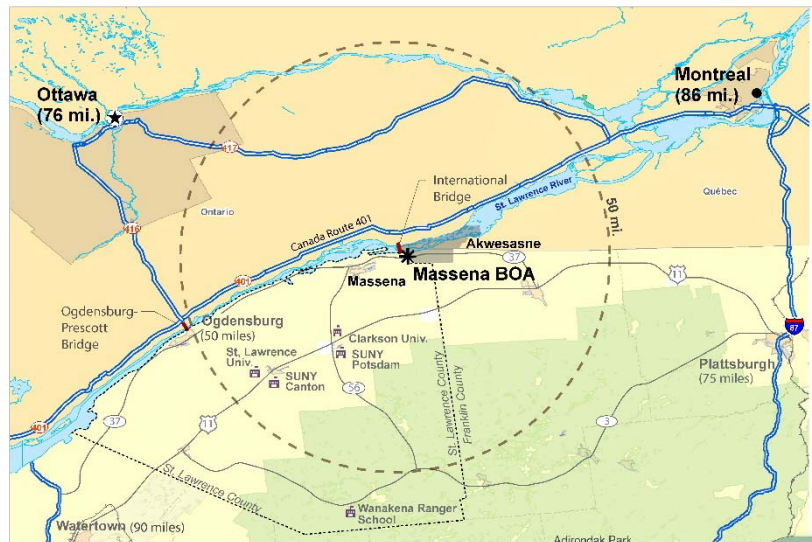 Ottawa
(76 mi.)
Montreal
(86 mi.)
417
International
Bridge
St. Lawrence River
Québec
Ontario
416
Canada Route 401
50 mi.
Akwesasne
37
Massena BOA
Massena
401
11
Ogdensburg-
Prescott
Bridge
Ogdensburg
(50 miles)
Clarkson Univ.
SUNY
Potsdam
St. Lawrence
Univ.
SUNY
Canton
56
87
Plattsburgh
(75 miles)
St. Lawrence County
Franklin County
401
37
11
3
St. Lawrence County
Wanakena Ranger
School
Watertown (90 miles)
Adirondack Park